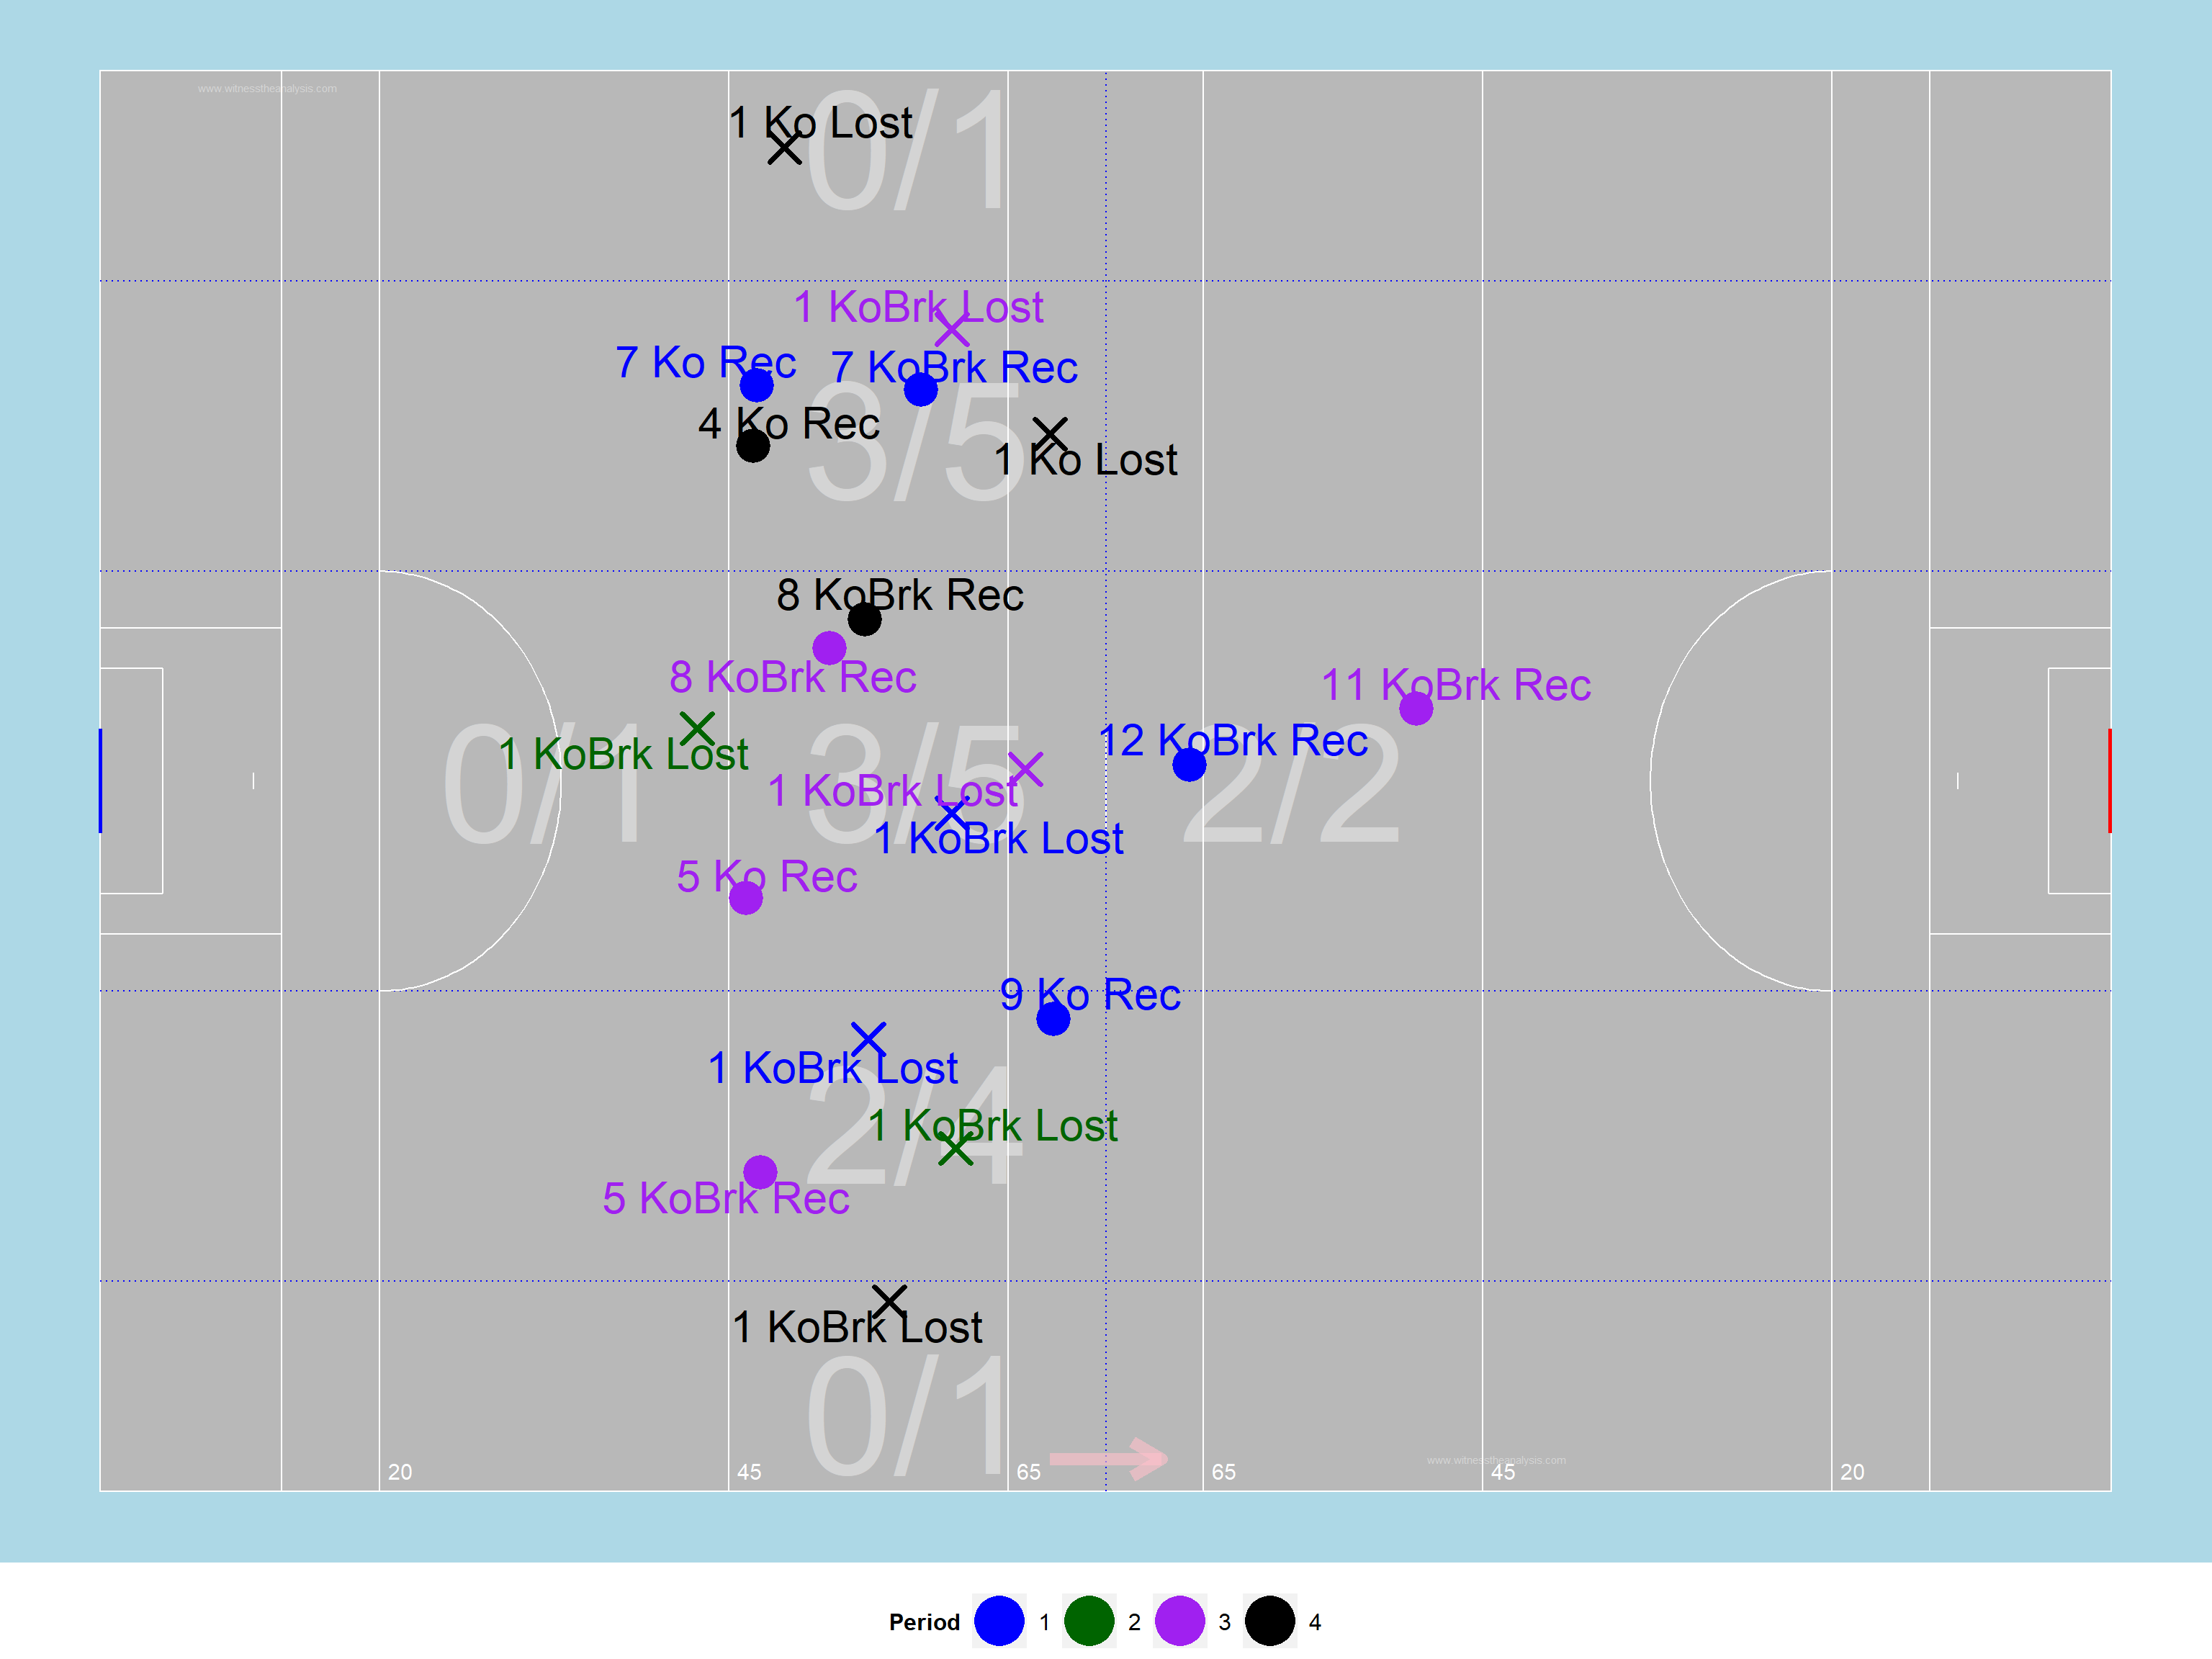 www.witnesstheanalysis.com
0/1
1 Ko Lost
1 KoBrk Lost
7 Ko Rec
7 KoBrk Rec
4 Ko Rec
3/5
1 Ko Lost
8 KoBrk Rec
8 KoBrk Rec
11 KoBrk Rec
12 KoBrk Rec
1 KoBrk Lost
0/1
3/5
2/2
1 KoBrk Lost
1 KoBrk Lost
5 Ko Rec
9 Ko Rec
1 KoBrk Lost
2/4
1 KoBrk Lost
5 KoBrk Rec
1 KoBrk Lost
0/1
www.witnesstheanalysis.com
20 45 65 65 45 20
Period 1 2 3 4